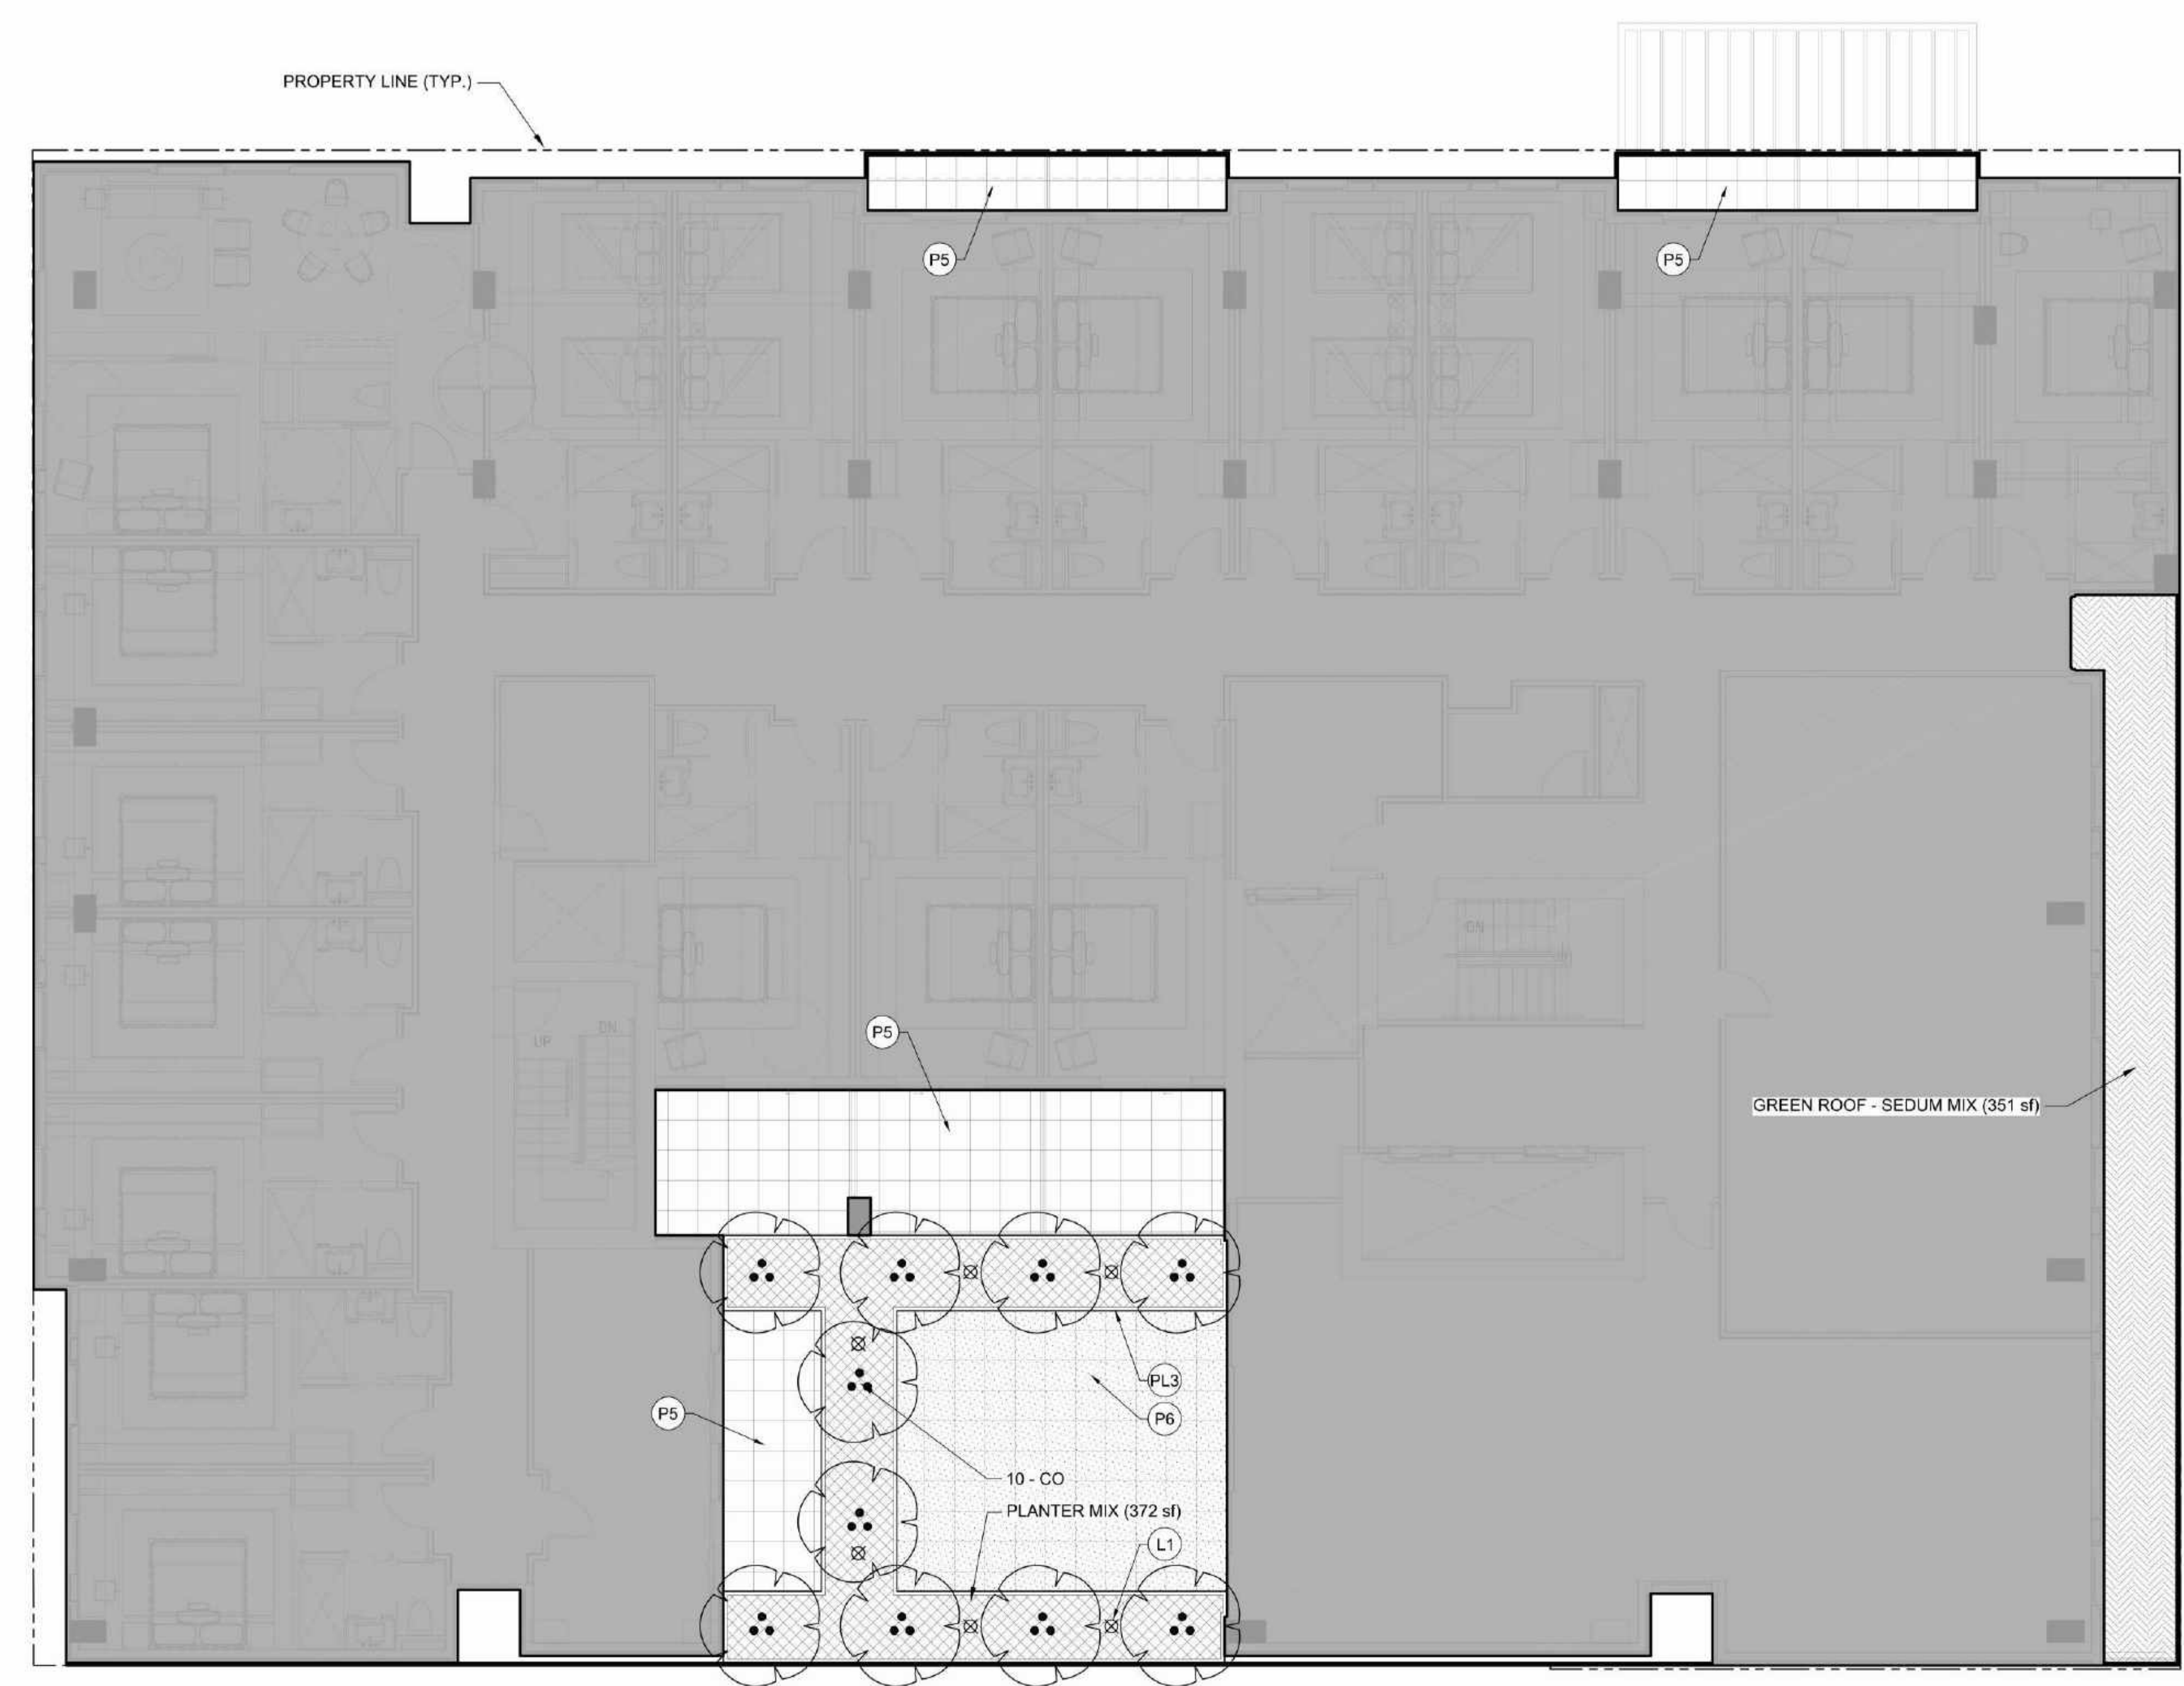 PROPERTY LINE (TYP.)
P5
P5
DN
P5
DN
UP
GREEN ROOF - SEDUM MIX (351 sf)
PL3
P5
P6
10 - CO
PLANTER MIX (372 sf)
L1